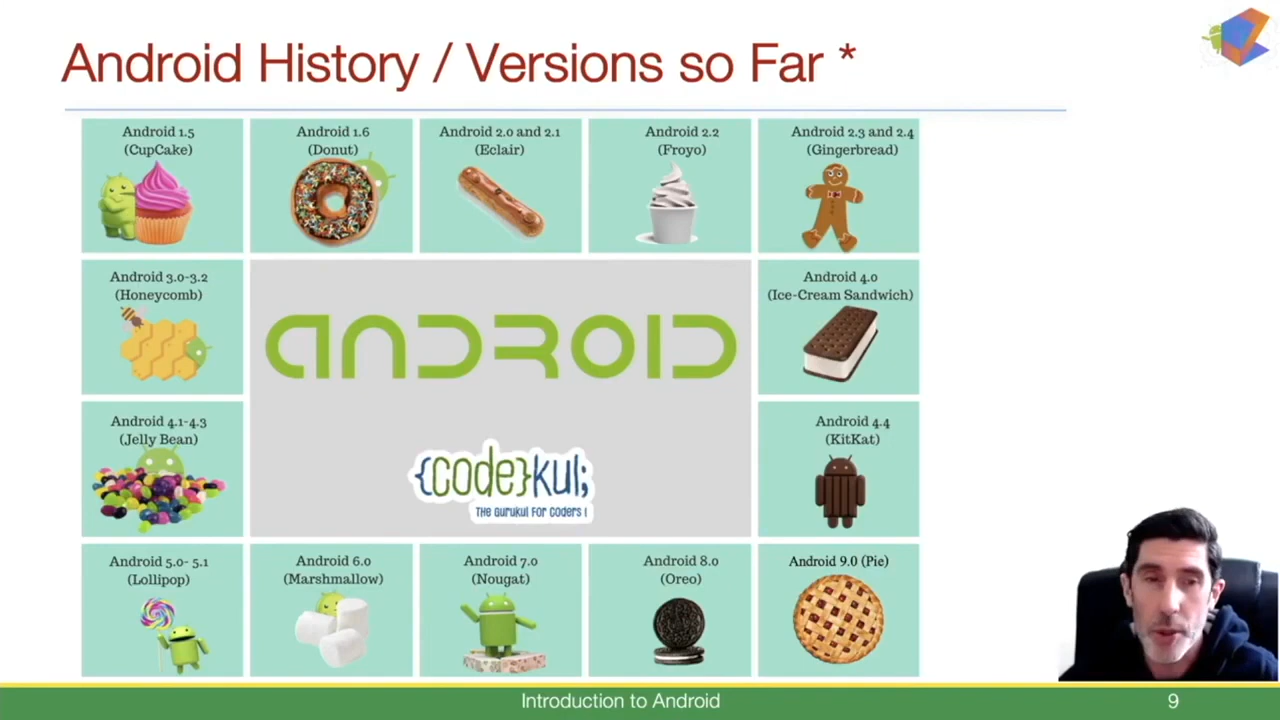 Android History / Versions so Far *
Android 1.5
(CupCake)
Android 1.6
(Donut)
Android 2.0 and 2.1
(Eclair)
Android 2.2
(Froyo)
Android 2.3 and 2.4
(Gingerbread)
Android 3.0-3.2
(Honeycomb)
ANDROID
Android 4.0
(Ice-Cream Sandwich)
Android 4.1-4.3
(Jelly Bean)
{code}kul;
The Gurukul For Coders !
Android 4.4
(KitKat)
Android 5.0- 5.1
(Lollipop)
Android 6.0
(Marshmallow)
Android 7.0
(Nougat)
Android 8.0
(Oreo)
Android 9.0 (Pie)
Introduction to Android
9